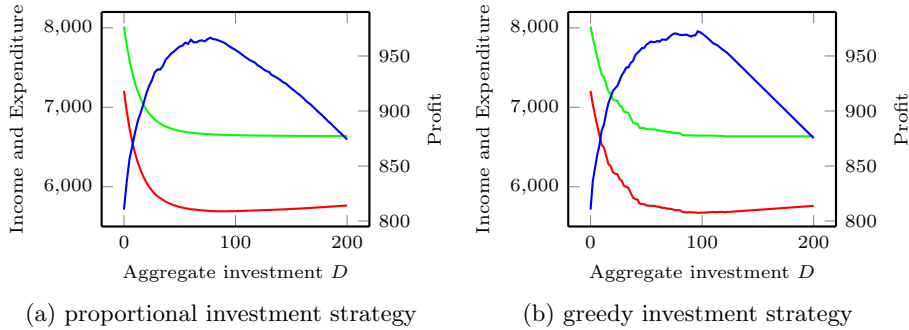 8,000
7,000
6,000
Income and Expenditure
950
900
850
800
Profit
0 100 200
Aggregate investment D
(a) proportional investment strategy
8,000
7,000
6,000
Income and Expenditure
950
900
850
800
Profit
0 100 200
Aggregate investment D
(b) greedy investment strategy